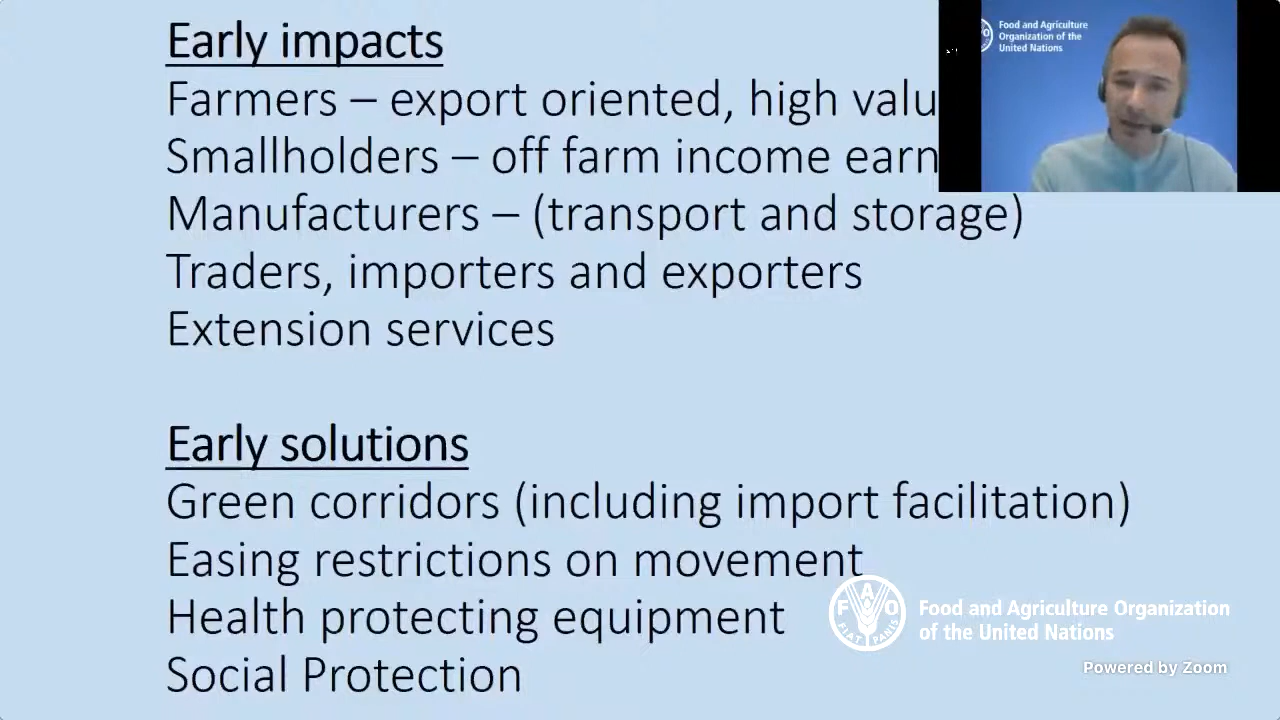 Early impacts
Farmers – export oriented, high valu
Smallholders – off farm income earn
Manufacturers – (transport and storage)
Traders, importers and exporters
Extension services
Early solutions
Green corridors (including import facilitation)
Easing restrictions on movement
Health protecting equipment
Social Protection
Food and Agriculture
Organization of the
United Nations
F A O
FIAT PANIS
Food and Agriculture Organization
of the United Nations
Powered by Zoom